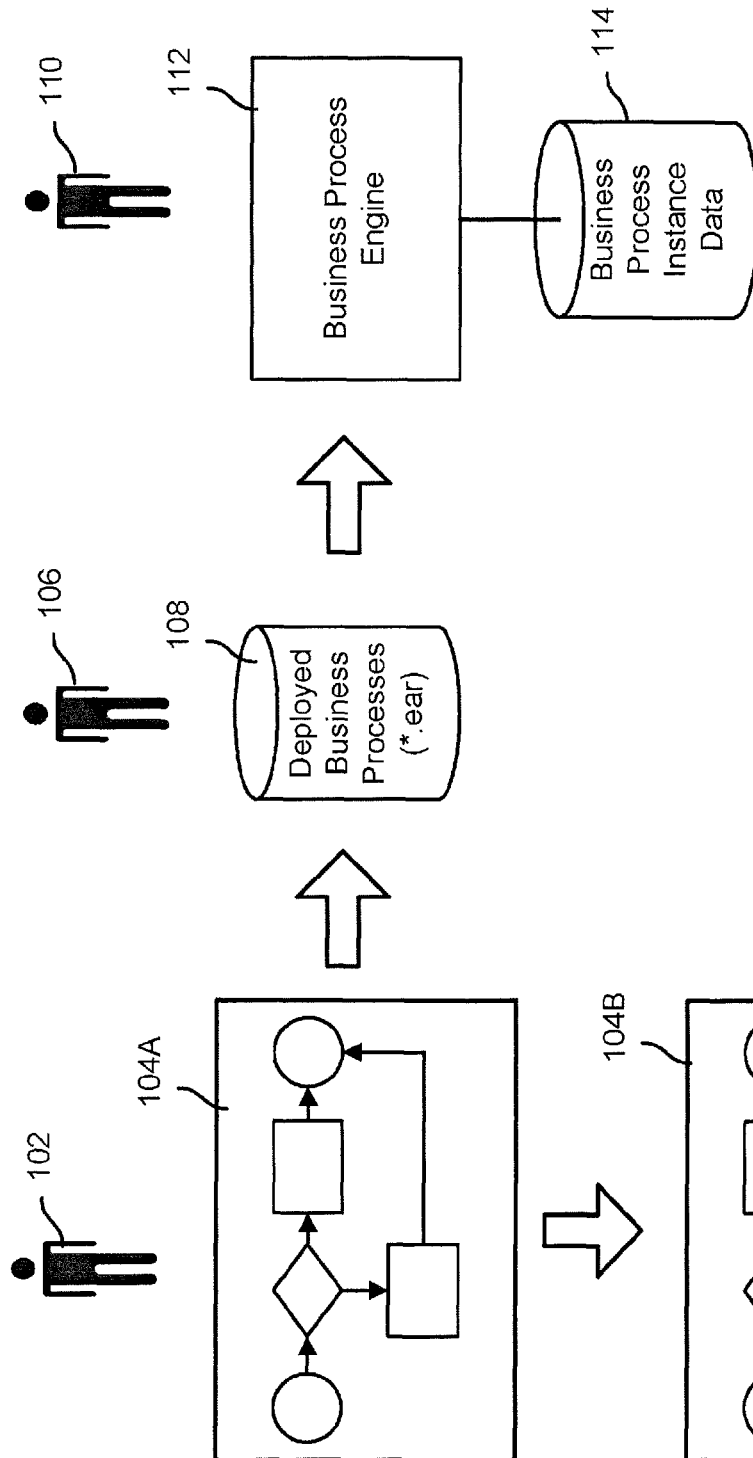 102
106
110
104A
108
112
Deployed
Business
Processes
(*.ear)
Business Process
Engine
104B
114
Business
Process
Instance
Data